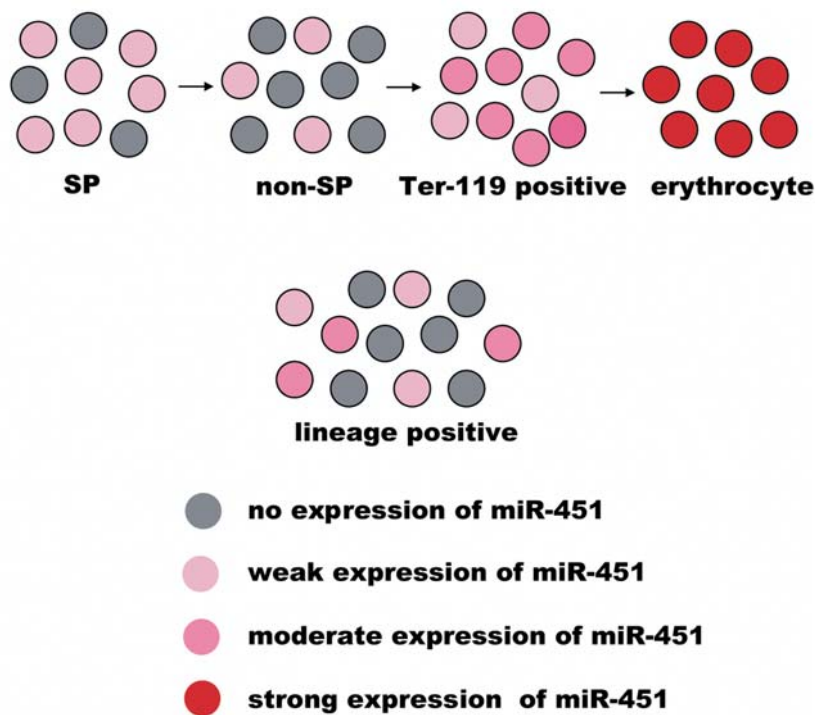 SP
non-SP
Ter-119 positive
erythrocyte
lineage positive
no expression of miR-451
weak expression of miR-451
moderate expression of miR-451
strong expression of miR-451